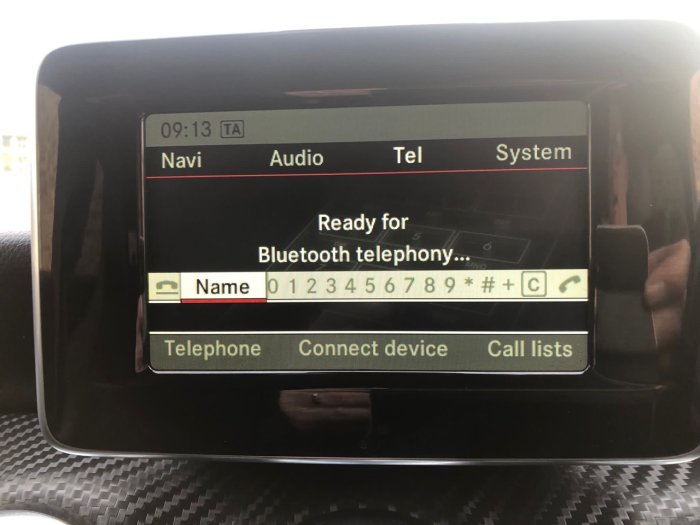 09:13 TA
Navi Audio Tel System
Ready for
Bluetooth telephony...
Name 0 1 2 3 4 5 6 7 8 9 * # + C
Telephone Connect device Call lists